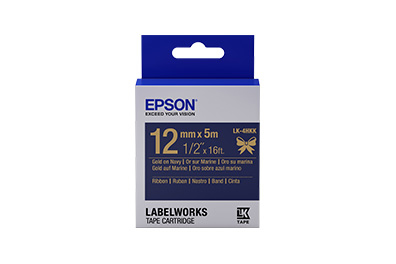 EPSON
EXCEED YOUR VISION
12 mm x 5m
1/2" x 16ft.
LK-4HKK
Gold on Navy | Or sur Marine | Oro su marina
Gold auf Marine | Oro sobre azul marino
Ribbon | Ruban | Nastro | Band | Cinta
LABELWORKS
TAPE CARTRIDGE
LK
TAPE